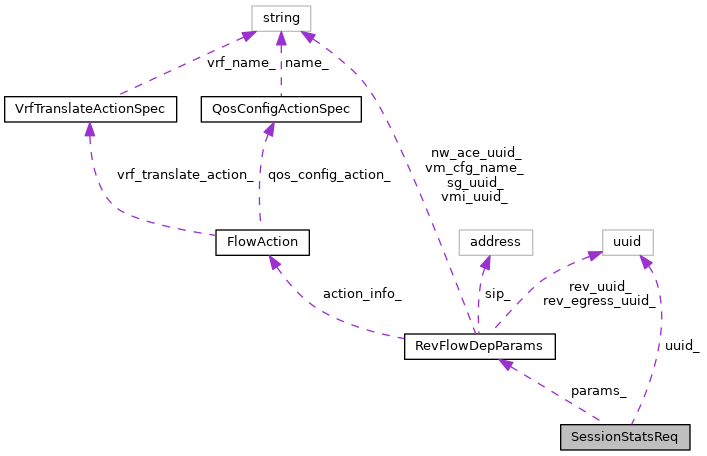 string
vrf_name_
name_
VrfTranslateActionSpec
QosConfigActionSpec
nw_ace_uuid_
vm_cfg_name_
sg_uuid_
vmi_uuid_
vrf_translate_action_
qos_config_action_
FlowAction
address
uuid
action_info_
sip_
rev_uuid_
rev_egress_uuid_
RevFlowDepParams
uuid_
params_
SessionStatsReq